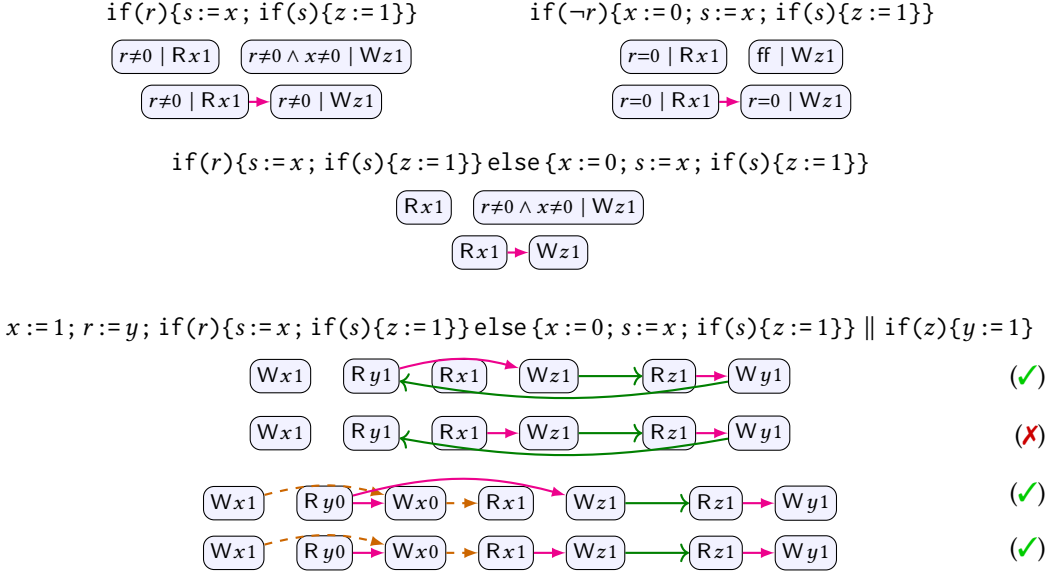 if(r){s:=x; if(s){z:=1}} if(¬r){x:=0; s:=x; if(s){z:=1}}
r≠0 | Rx1 r≠0 ∧ x≠0 | Wz1 r=0 | Rx1 ff | Wz1
r≠0 | Rx1 r≠0 | Wz1 r=0 | Rx1 r=0 | Wz1
if(r){s:=x; if(s){z:=1}} else {x:=0; s:=x; if(s){z:=1}}
Rx1 r≠0 ∧ x≠0 | Wz1
Rx1 Wz1
x:=1; r:=y; if(r){s:=x; if(s){z:=1}} else {x:=0; s:=x; if(s){z:=1}} ∥ if(z){y:=1}
Wx1 Ry1 Rx1 Wz1 Rz1 Wy1 (✓)
Wx1 Ry1 Rx1 Wz1 Rz1 Wy1 (✗)
Wx1 Ry0 Wx0 Rx1 Wz1 Rz1 Wy1 (✓)
Wx1 Ry0 Wx0 Rx1 Wz1 Rz1 Wy1 (✓)